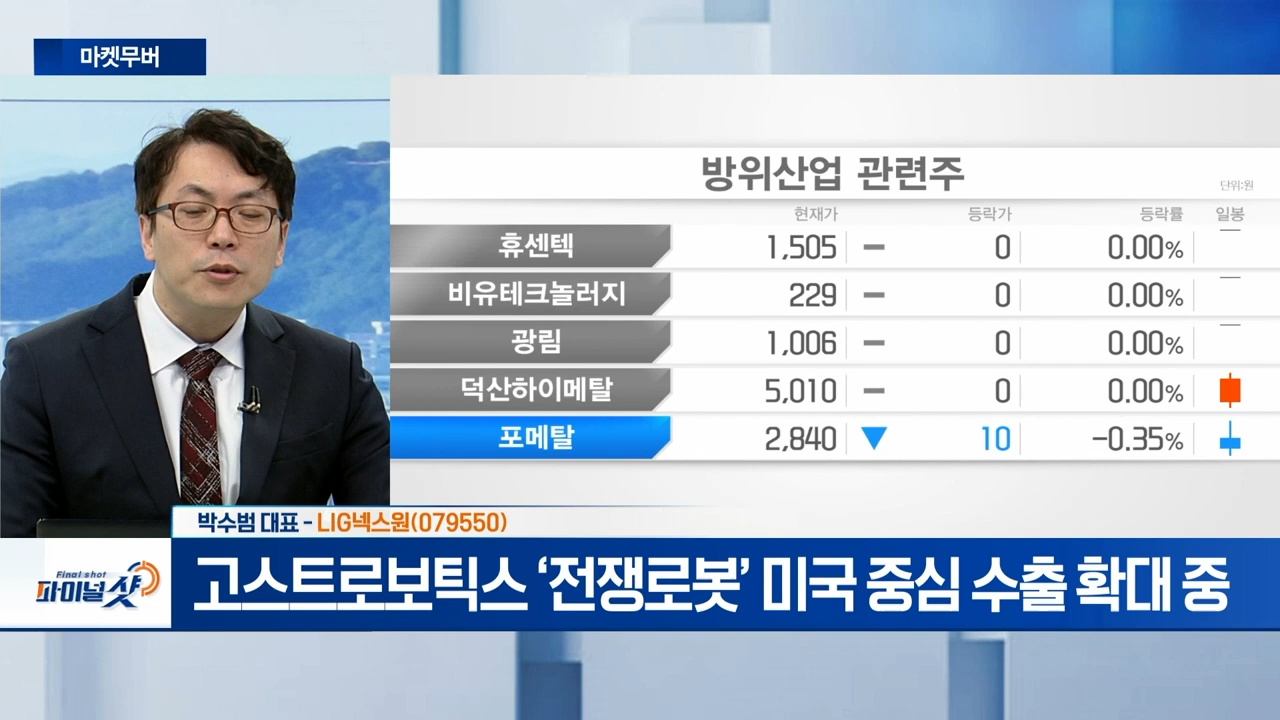 마켓무버
방위산업 관련주
단위:원
현재가 등락가 등락률 일봉
휴센텍 1,505 0 0.00%
비유테크놀러지 229 0 0.00%
광림 1,006 0 0.00%
덕산하이메탈 5,010 0 0.00%
포메탈 2,840 ▼ 10 -0.35%
박수범 대표 - LIG넥스원(079550)
Final shot
파이널샷
고스트로보틱스 ‘전쟁로봇’ 미국 중심 수출 확대 중